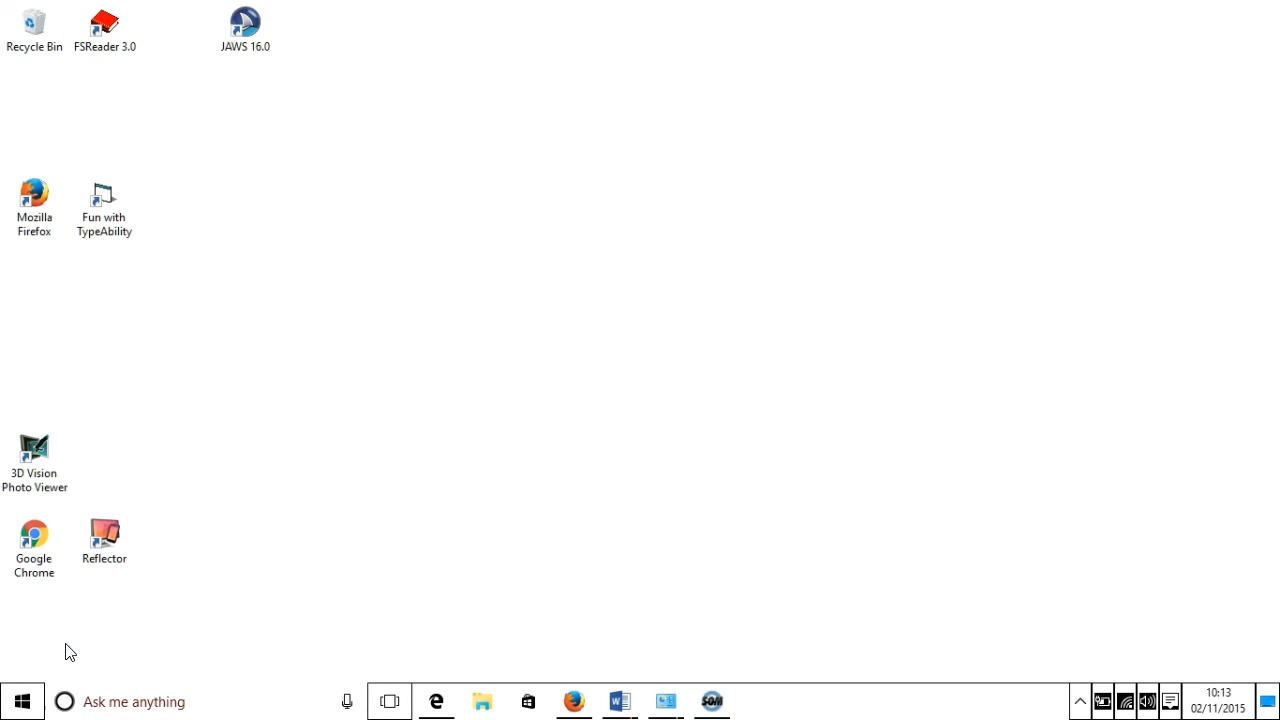 Recycle Bin
FSReader 3.0
JAWS 16.0
Mozilla
Firefox
Fun with
TypeAbility
3D Vision
Photo Viewer
Google
Chrome
Reflector
Ask me anything
SOM
10:13
02/11/2015